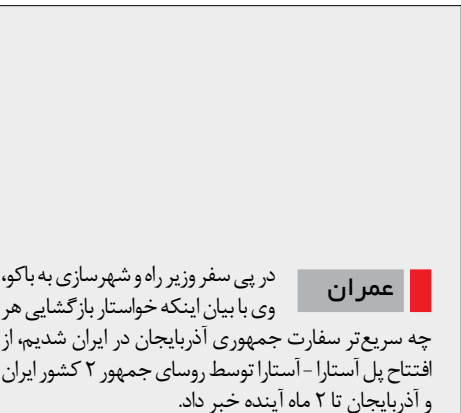 عمران
در پی سفر وزیر راه و شهرسازی به باکو،
وی با بیان اینکه خواستار بازگشایی هر
چه سریع‌تر سفارت جمهوری آذربایجان در ایران شدیم، از
افتتاح پل آستارا - آستارا توسط روسای جمهور ۲ کشور ایران
و آذربایجان تا ۲ ماه آینده خبر داد.